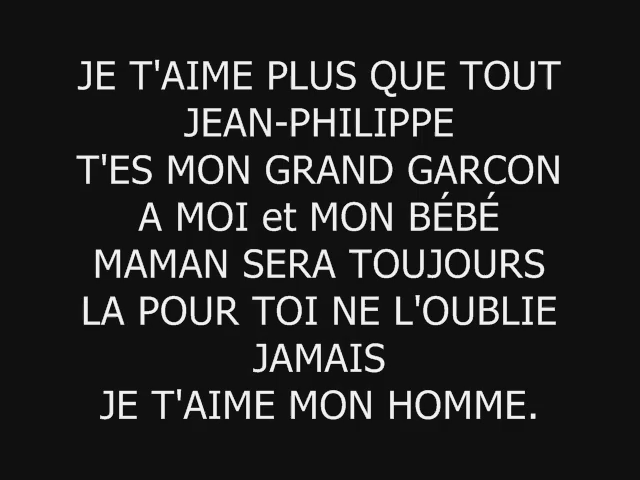 JE T'AIME PLUS QUE TOUT
JEAN-PHILIPPE
T'ES MON GRAND GARCON
A MOI et MON BÉBÉ
MAMAN SERA TOUJOURS
LA POUR TOI NE L'OUBLIE
JAMAIS
JE T'AIME MON HOMME.